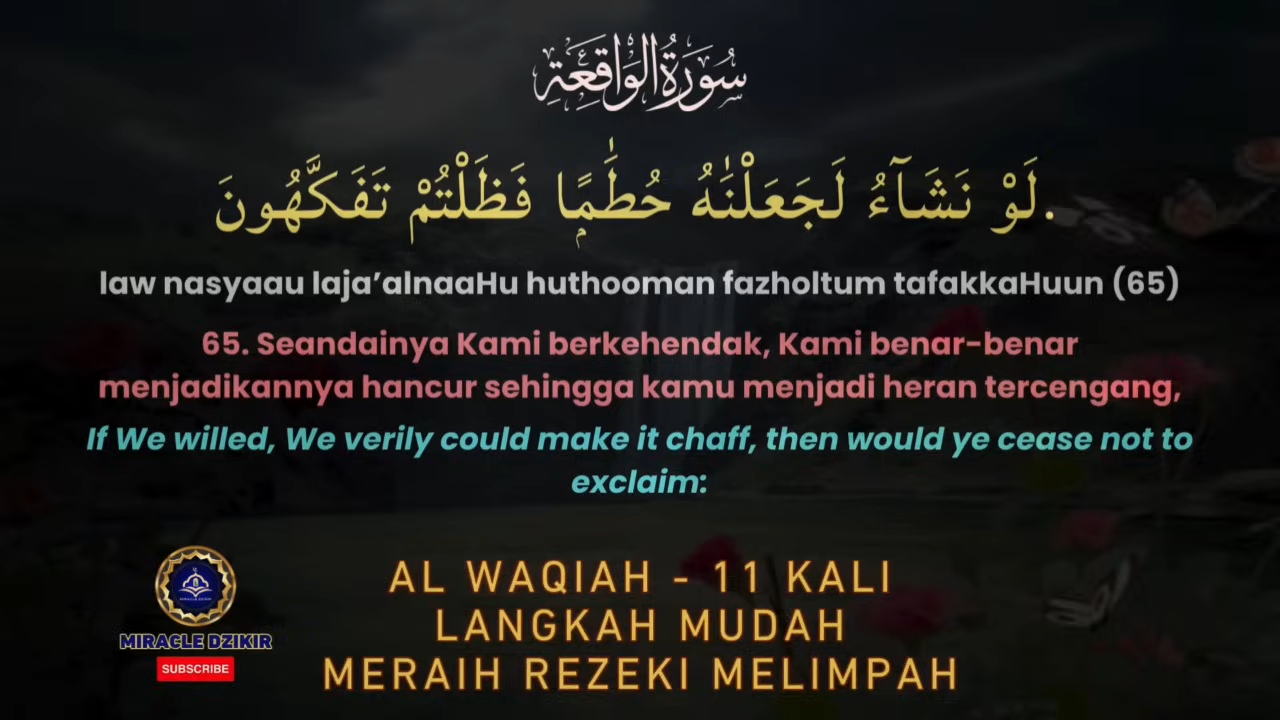 سُورَةُ الْوَاقِعَةِ
.لَوْ نَشَآءُ لَجَعَلْنَٰهُ حُطَٰمًۭا فَظَلْتُمْ تَفَكَّهُونَ
law nasyaau laja’alnaaHu huthooman fazholtum tafakkaHuun (65)
65. Seandainya Kami berkehendak, Kami benar-benar
menjadikannya hancur sehingga kamu menjadi heran tercengang,
If We willed, We verily could make it chaff, then would ye cease not to
exclaim:
AL WAQIAH - 11 KALI
LANGKAH MUDAH
MERAIH REZEKI MELIMPAH
MIRACLE DZIKIR
SUBSCRIBE